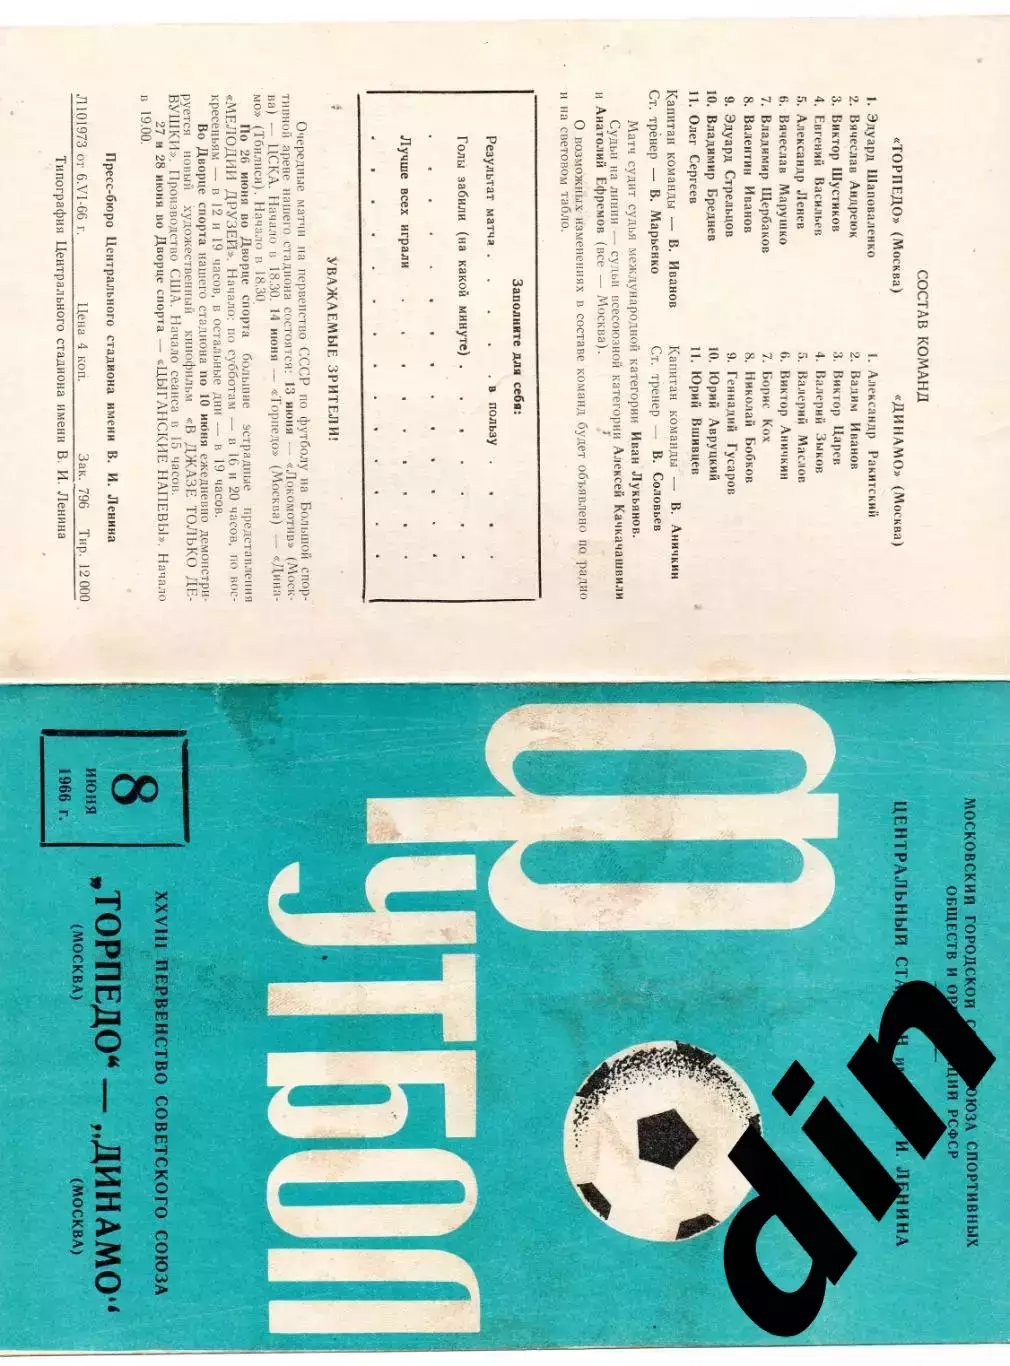 СОСТАВ КОМАНД
«ТОРПЕДО» (Москва)
1. Эдуард Шаповаленко
2. Вячеслав Андреюк
3. Виктор Шустиков
4. Евгений Васильев
5. Александр Ленев
6. Вячеслав Марушко
7. Владимир Щербаков
8. Валентин Иванов
9. Эдуард Стрельцов
10. Владимир Бреднев
11. Олег Сергеев
Капитан команды — В. Иванов
Ст. тренер — В. Марьенко
«ДИНАМО» (Москва)
1. Александр Ракитский
2. Вадим Иванов
3. Виктор Царев
4. Валерий Зыков
5. Валерий Маслов
6. Виктор Аничкин
7. Борис Кох
8. Николай Бобков
9. Геннадий Гусаров
10. Юрий Авруцкий
11. Юрий Вшивцев
Капитан команды — В. Аничкин
Ст. тренер — В. Соловьев
Матч судит судья международной категории Иван Лукьянов.
Судьи на линии — судьи всесоюзной категории Алексей Качкачашвили
и Анатолий Ефремов (все — Москва).
О возможных изменениях в составе команд будет объявлено по радио
и на световом табло.
Заполните для себя:
Результат матча . . . . в пользу . . .
Голы забили (на какой минуте) . . . . .
Лучше всех играли . . . . . . .
УВАЖАЕМЫЕ ЗРИТЕЛИ!
Очередные матчи на первенство СССР по футболу на Большой спор-
тивной арене нашего стадиона состоятся: 13 июня — «Локомотив» (Моск-
ва) — ЦСКА. Начало в 18.30. 14 июня — «Торпедо» (Москва) — «Дина-
мо» (Тбилиси). Начало в 18.30
По 26 июня во Дворце спорта большие эстрадные представления
«МЕЛОДИИ ДРУЗЕЙ». Начало: по субботам — в 16 и 20 часов, по вос-
кресеньям — в 12 и 19 часов, в остальные дни — в 19 часов.
Во Дворце спорта нашего стадиона по 10 июня ежедневно демонстри-
руется новый художественный кинофильм «В ДЖАЗЕ ТОЛЬКО ДЕ-
ВУШКИ». Производство США. Начало сеанса в 15 часов.
27 и 28 июня во Дворце спорта — «ЦЫГАНСКИЕ НАПЕВЫ». Начало
в 19.00.
Пресс-бюро Центрального стадиона имени В. И. Ленина
Л101973 от 6.VI-66 г. Цена 4 коп. Зак. 796 Тир. 12 000
Типография Центрального стадиона имени В. И. Ленина
МОСКОВСКИЙ ГОРОДСКОЙ СОЮЗА СПОРТИВНЫХ
ОБЩЕСТВ И РСФСР
ЦЕНТРАЛЬНЫЙ И. ЛЕНИНА
ФУТБОЛ
XXVIII ПЕРВЕНСТВО СОВЕТСКОГО СОЮЗА
8
ИЮНЯ
1966 г.
„ТОРПЕДО“ — „ДИНАМО“
(МОСКВА) (МОСКВА)
din